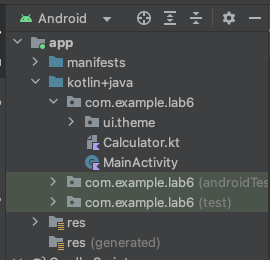 Android
app
manifests
kotlin+java
com.example.lab6
ui.theme
Calculator.kt
MainActivity
com.example.lab6 (androidTes
com.example.lab6 (test)
res
res (generated)